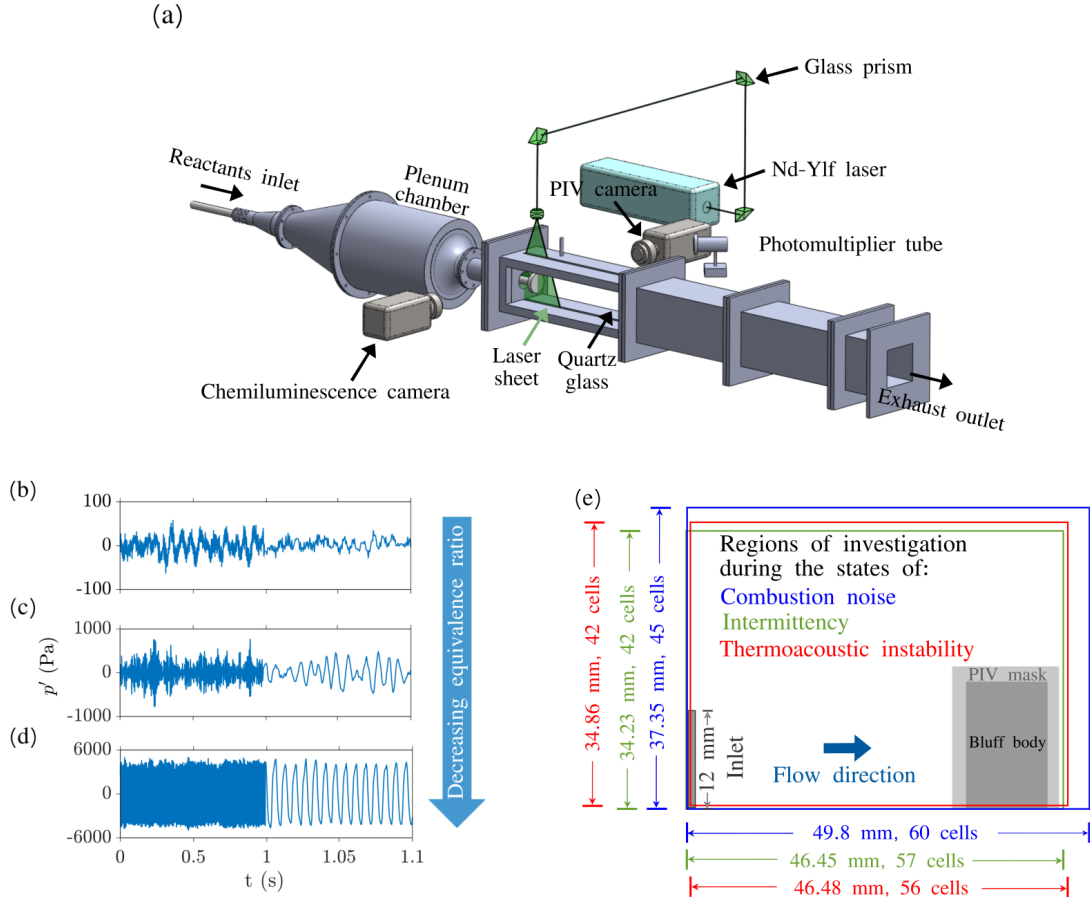 (a)
Glass prism
Reactants inlet
Plenum
chamber
Nd-Ylf laser
PIV camera
Photomultiplier tube
Laser
sheet
Quartz
glass
Chemiluminescence camera
Exhaust outlet
(b)
100
0
-100
(c)
1000
0
-1000
p′ (Pa)
(d)
6000
0
-6000
0
0.5
1
1.05
1.1
t (s)
Decreasing equivalence ratio
(e)
Regions of investigation
during the states of:
Combustion noise
Intermittency
Thermoacoustic instability
34.86 mm, 42 cells
34.23 mm, 42 cells
37.35 mm, 45 cells
12 mm
Inlet
Flow direction
PIV mask
Bluff body
49.8 mm, 60 cells
46.45 mm, 57 cells
46.48 mm, 56 cells